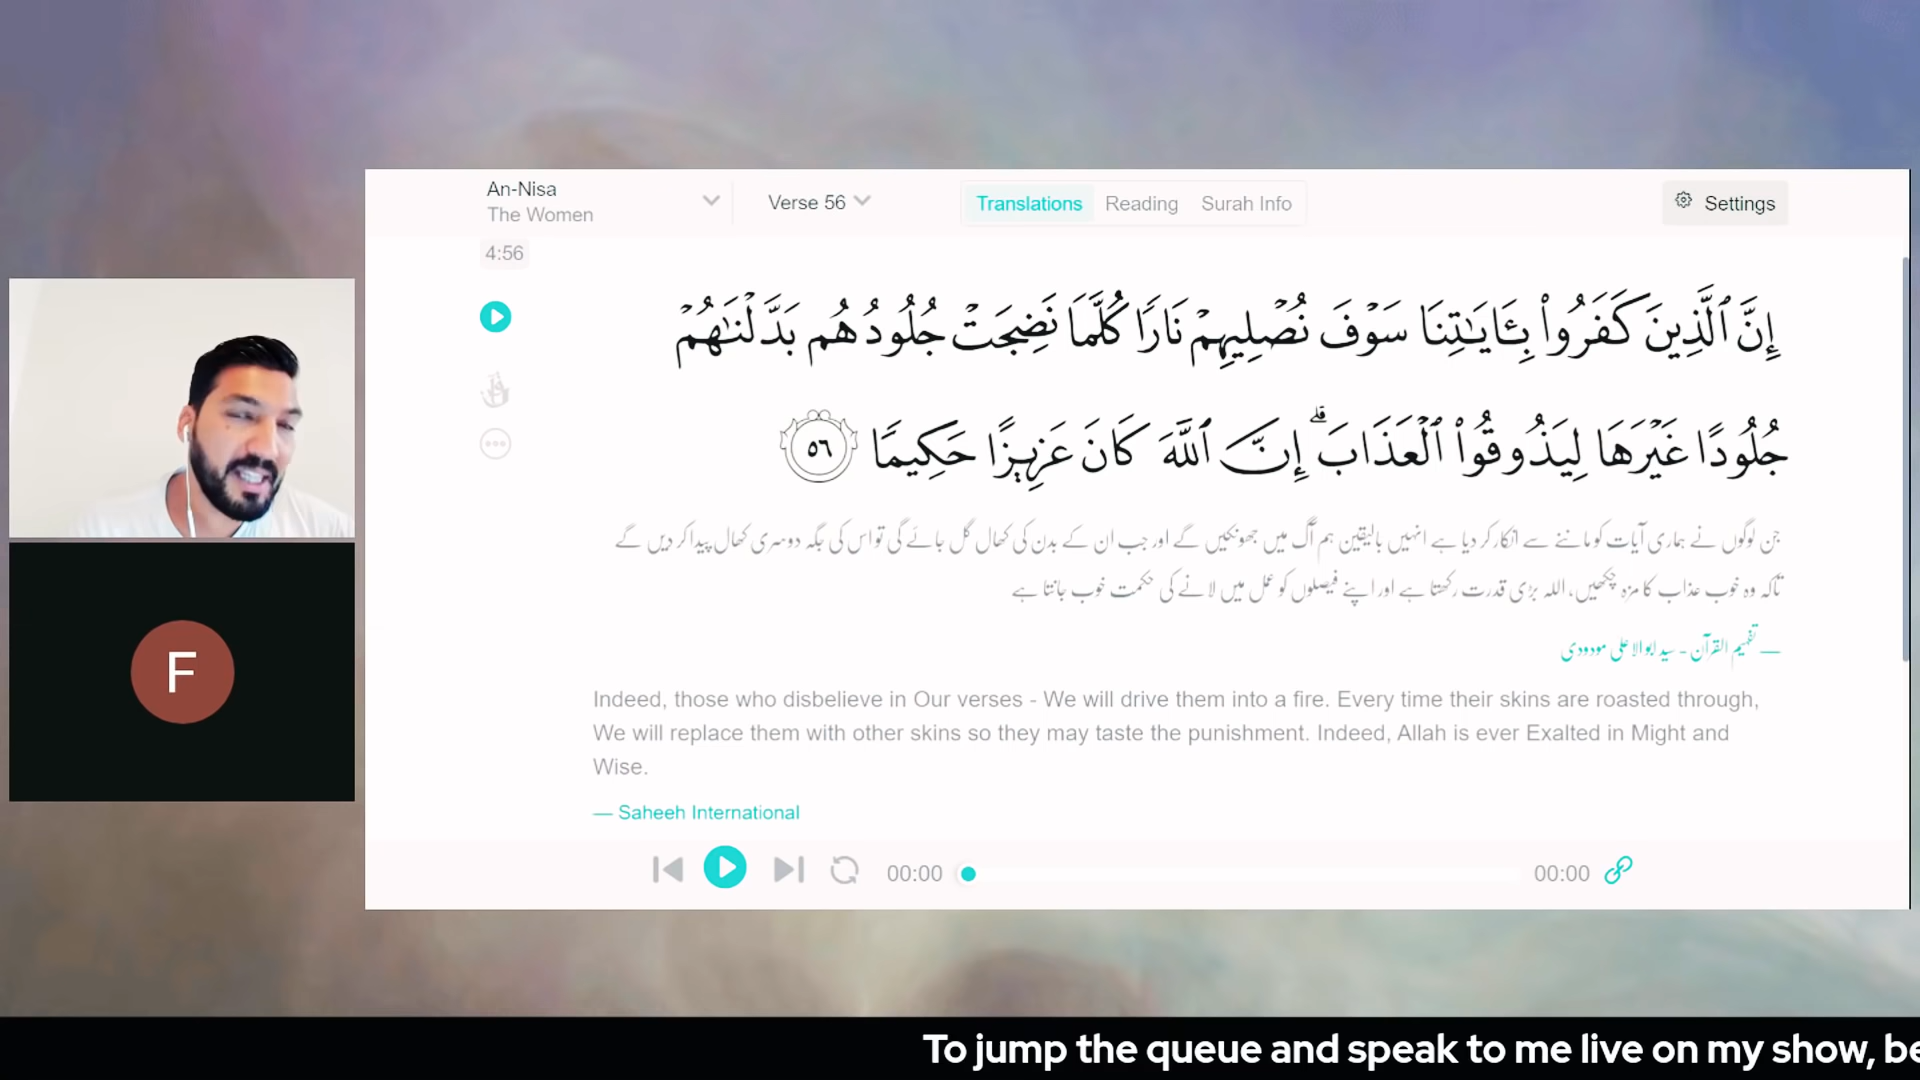 An-Nisa
The Women
Verse 56
Translations Reading Surah Info
Settings
4:56
إِنَّ ٱلَّذِينَ كَفَرُوا۟ بِـَٔايَـٰتِنَا سَوْفَ نُصْلِيهِمْ نَارًا كُلَّمَا نَضِجَتْ جُلُودُهُم بَدَّلْنَـٰهُمْ
جُلُودًا غَيْرَهَا لِيَذُوقُوا۟ ٱلْعَذَابَ ۗ إِنَّ ٱللَّهَ كَانَ عَزِيزًا حَكِيمًا ٥٦
جن لوگوں نے ہماری آیات کو ماننے سے انکار کر دیا ہے انہیں بالیقین ہم آگ میں جھونکیں گے اور جب ان کے بدن کی کھال گل جائے گی تو اس کی جگہ دوسری کھال پیدا کر دیں گے
تاکہ وہ خوب عذاب کا مزہ چکھیں، اللہ بڑی قدرت رکھتا ہے اور اپنے فیصلوں کو عمل میں لانے کی حکمت خوب جانتا ہے
— تفہیم القرآن - سید ابو الاعلی مودودی
Indeed, those who disbelieve in Our verses - We will drive them into a fire. Every time their skins are roasted through,
We will replace them with other skins so they may taste the punishment. Indeed, Allah is ever Exalted in Might and
Wise.
— Saheeh International
00:00 00:00
F
To jump the queue and speak to me live on my show, be